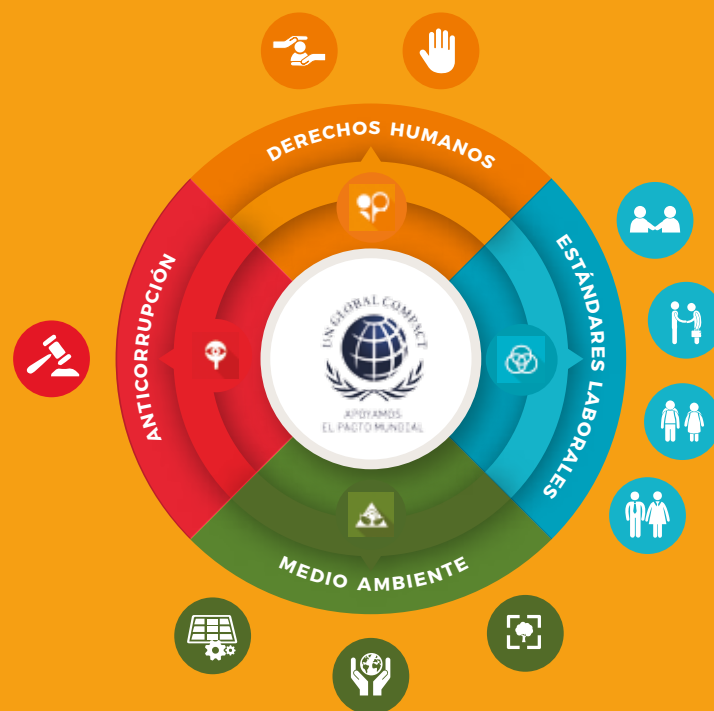 DERECHOS HUMANOS
ESTÁNDARES LABORALES
ANTICORRUPCIÓN
UN GLOBAL COMPACT
APOYAMOS
EL PACTO MUNDIAL
MEDIO AMBIENTE